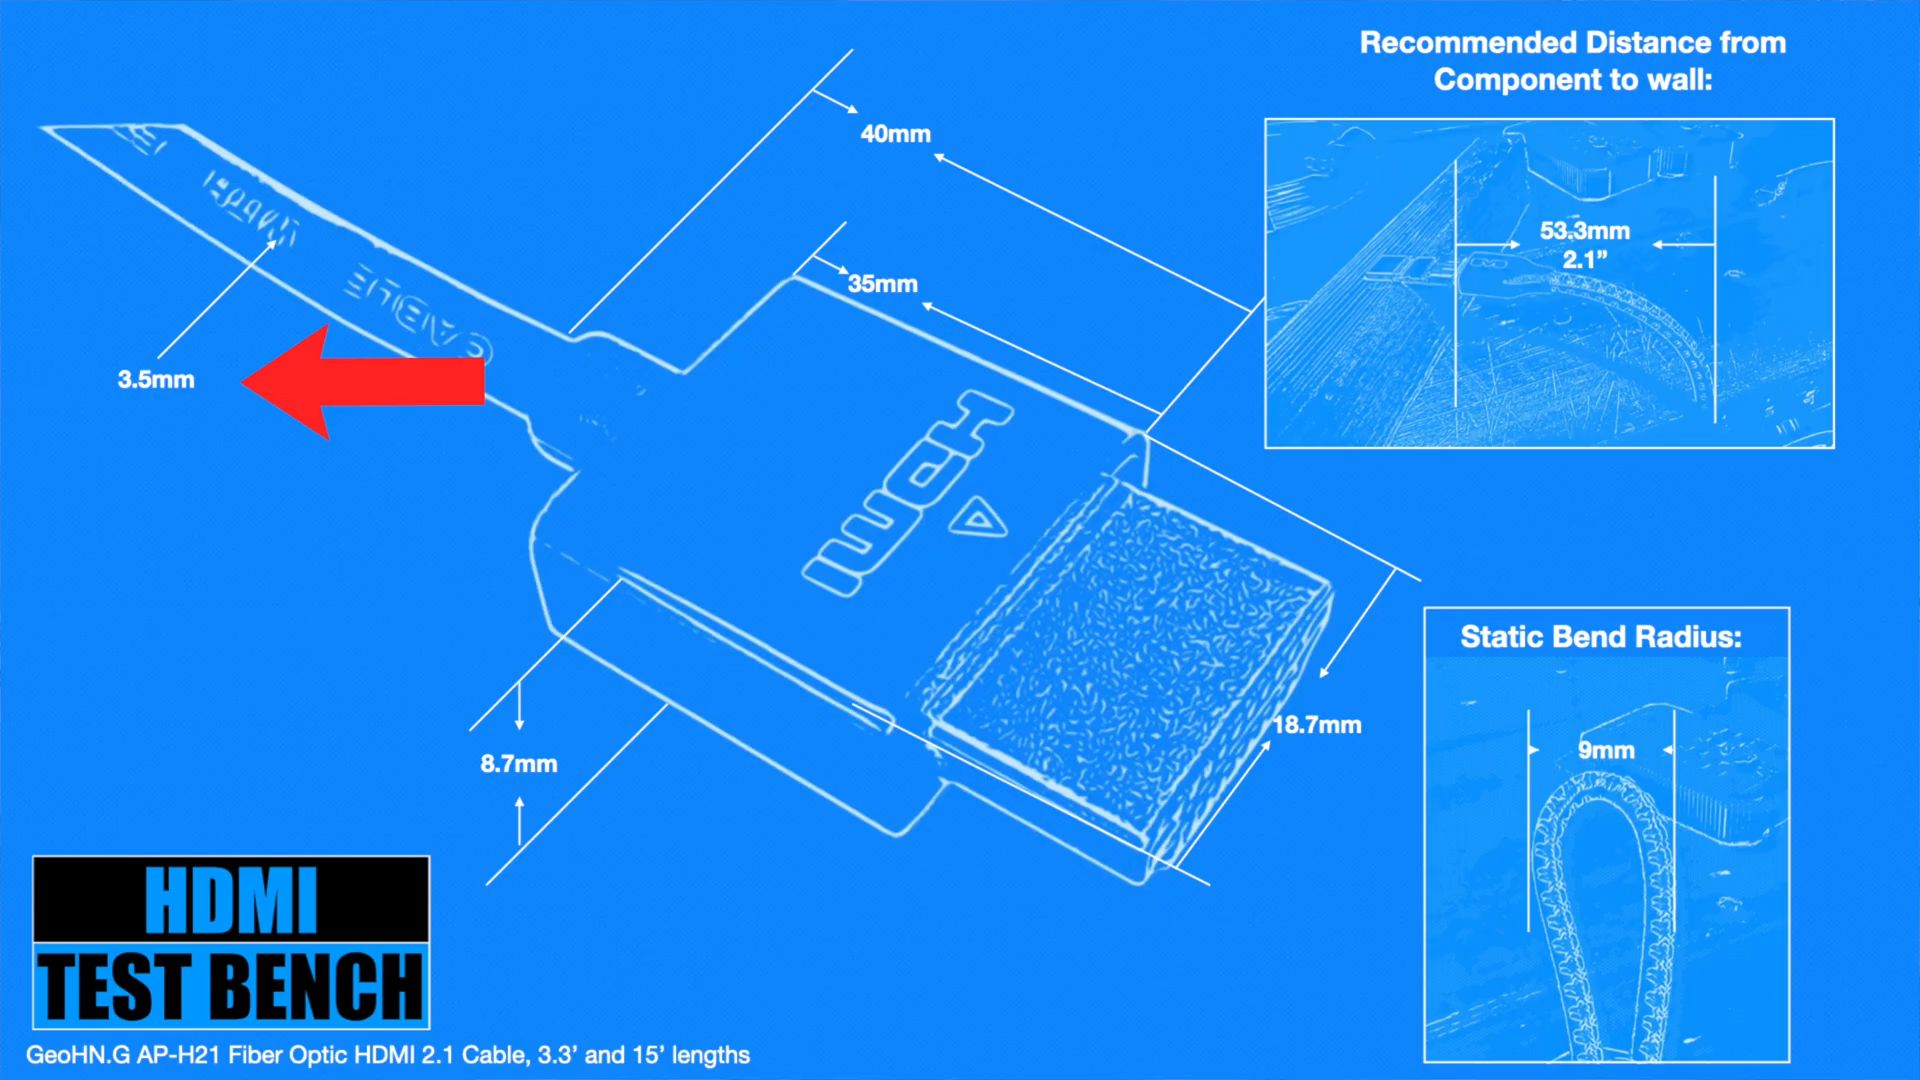 Recommended Distance from
Component to wall:
40mm
53.3mm
2.1”
35mm
CABLE
3.5mm
HDMI
Static Bend Radius:
18.7mm
9mm
8.7mm
HDMI
TEST BENCH
GeoHN.G AP-H21 Fiber Optic HDMI 2.1 Cable, 3.3’ and 15’ lengths